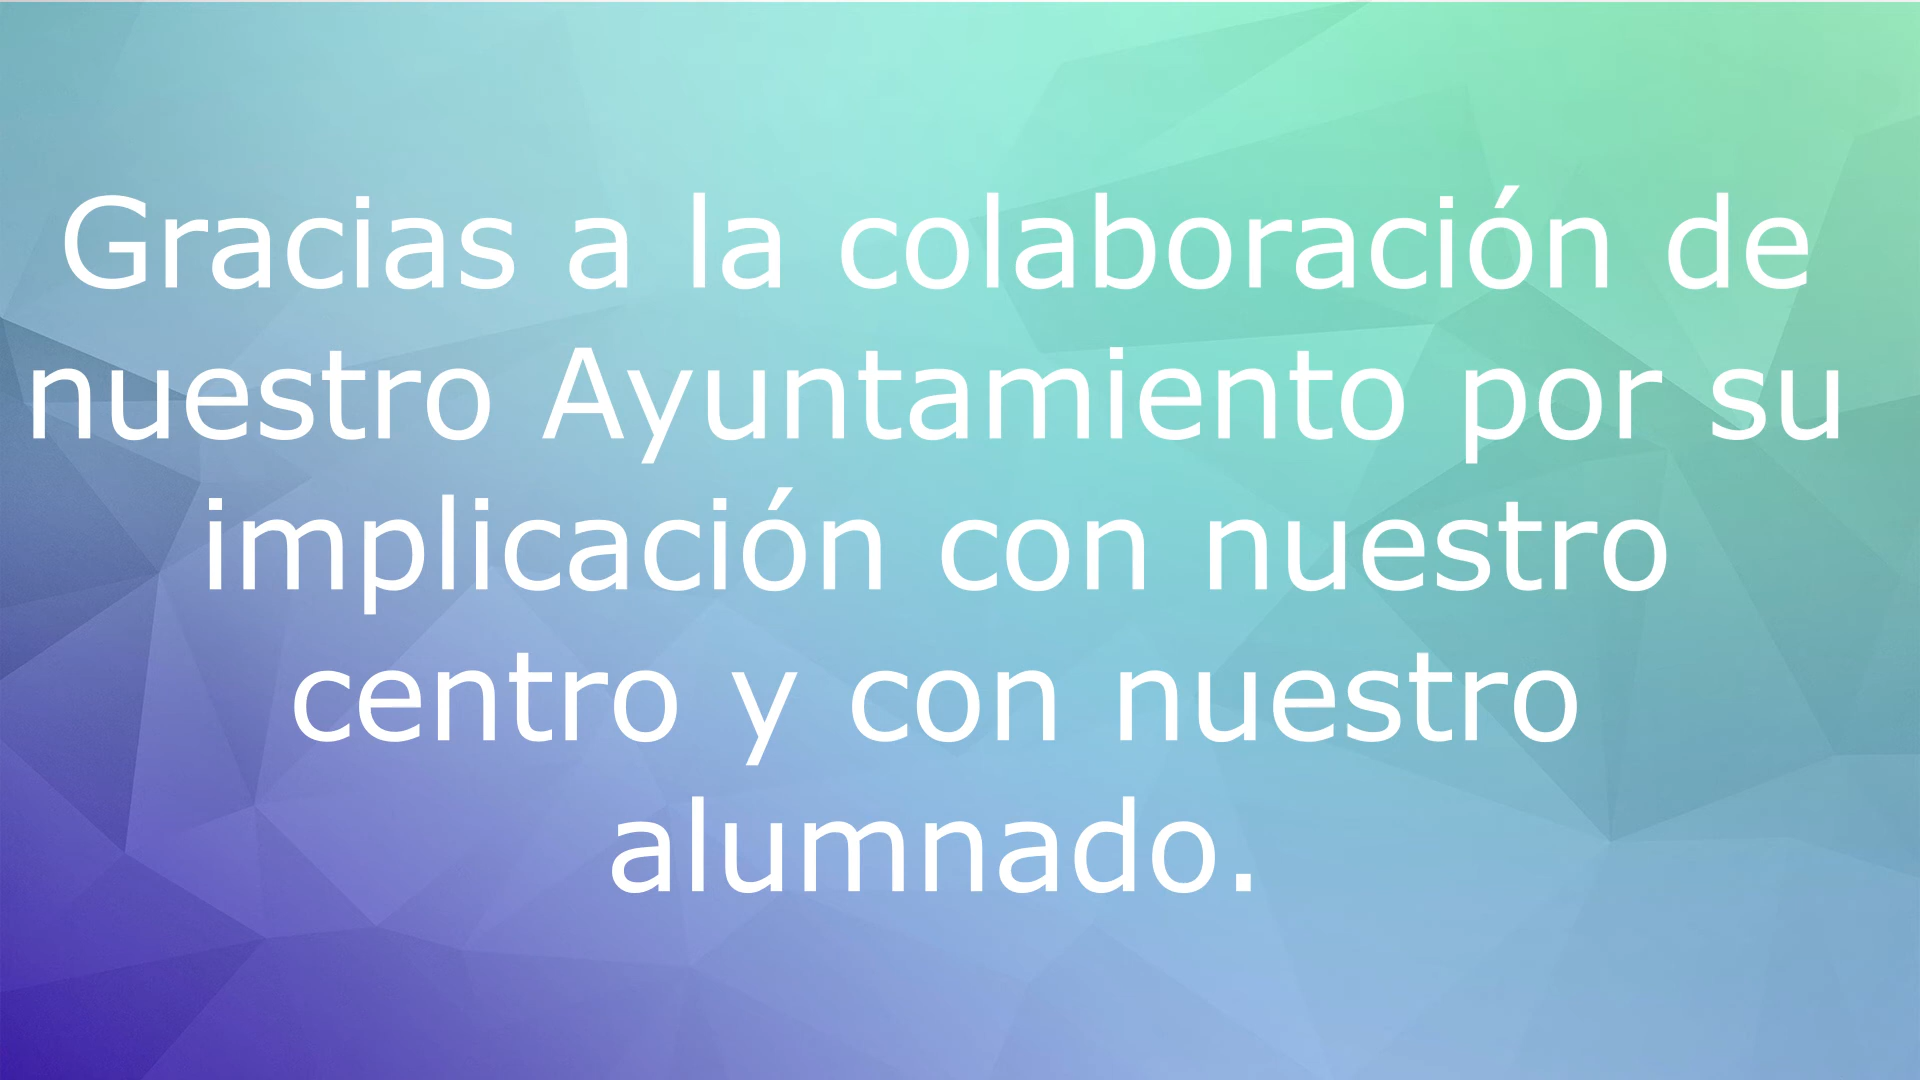 Gracias a la colaboración de
nuestro Ayuntamiento por su
implicación con nuestro
centro y con nuestro
alumnado.